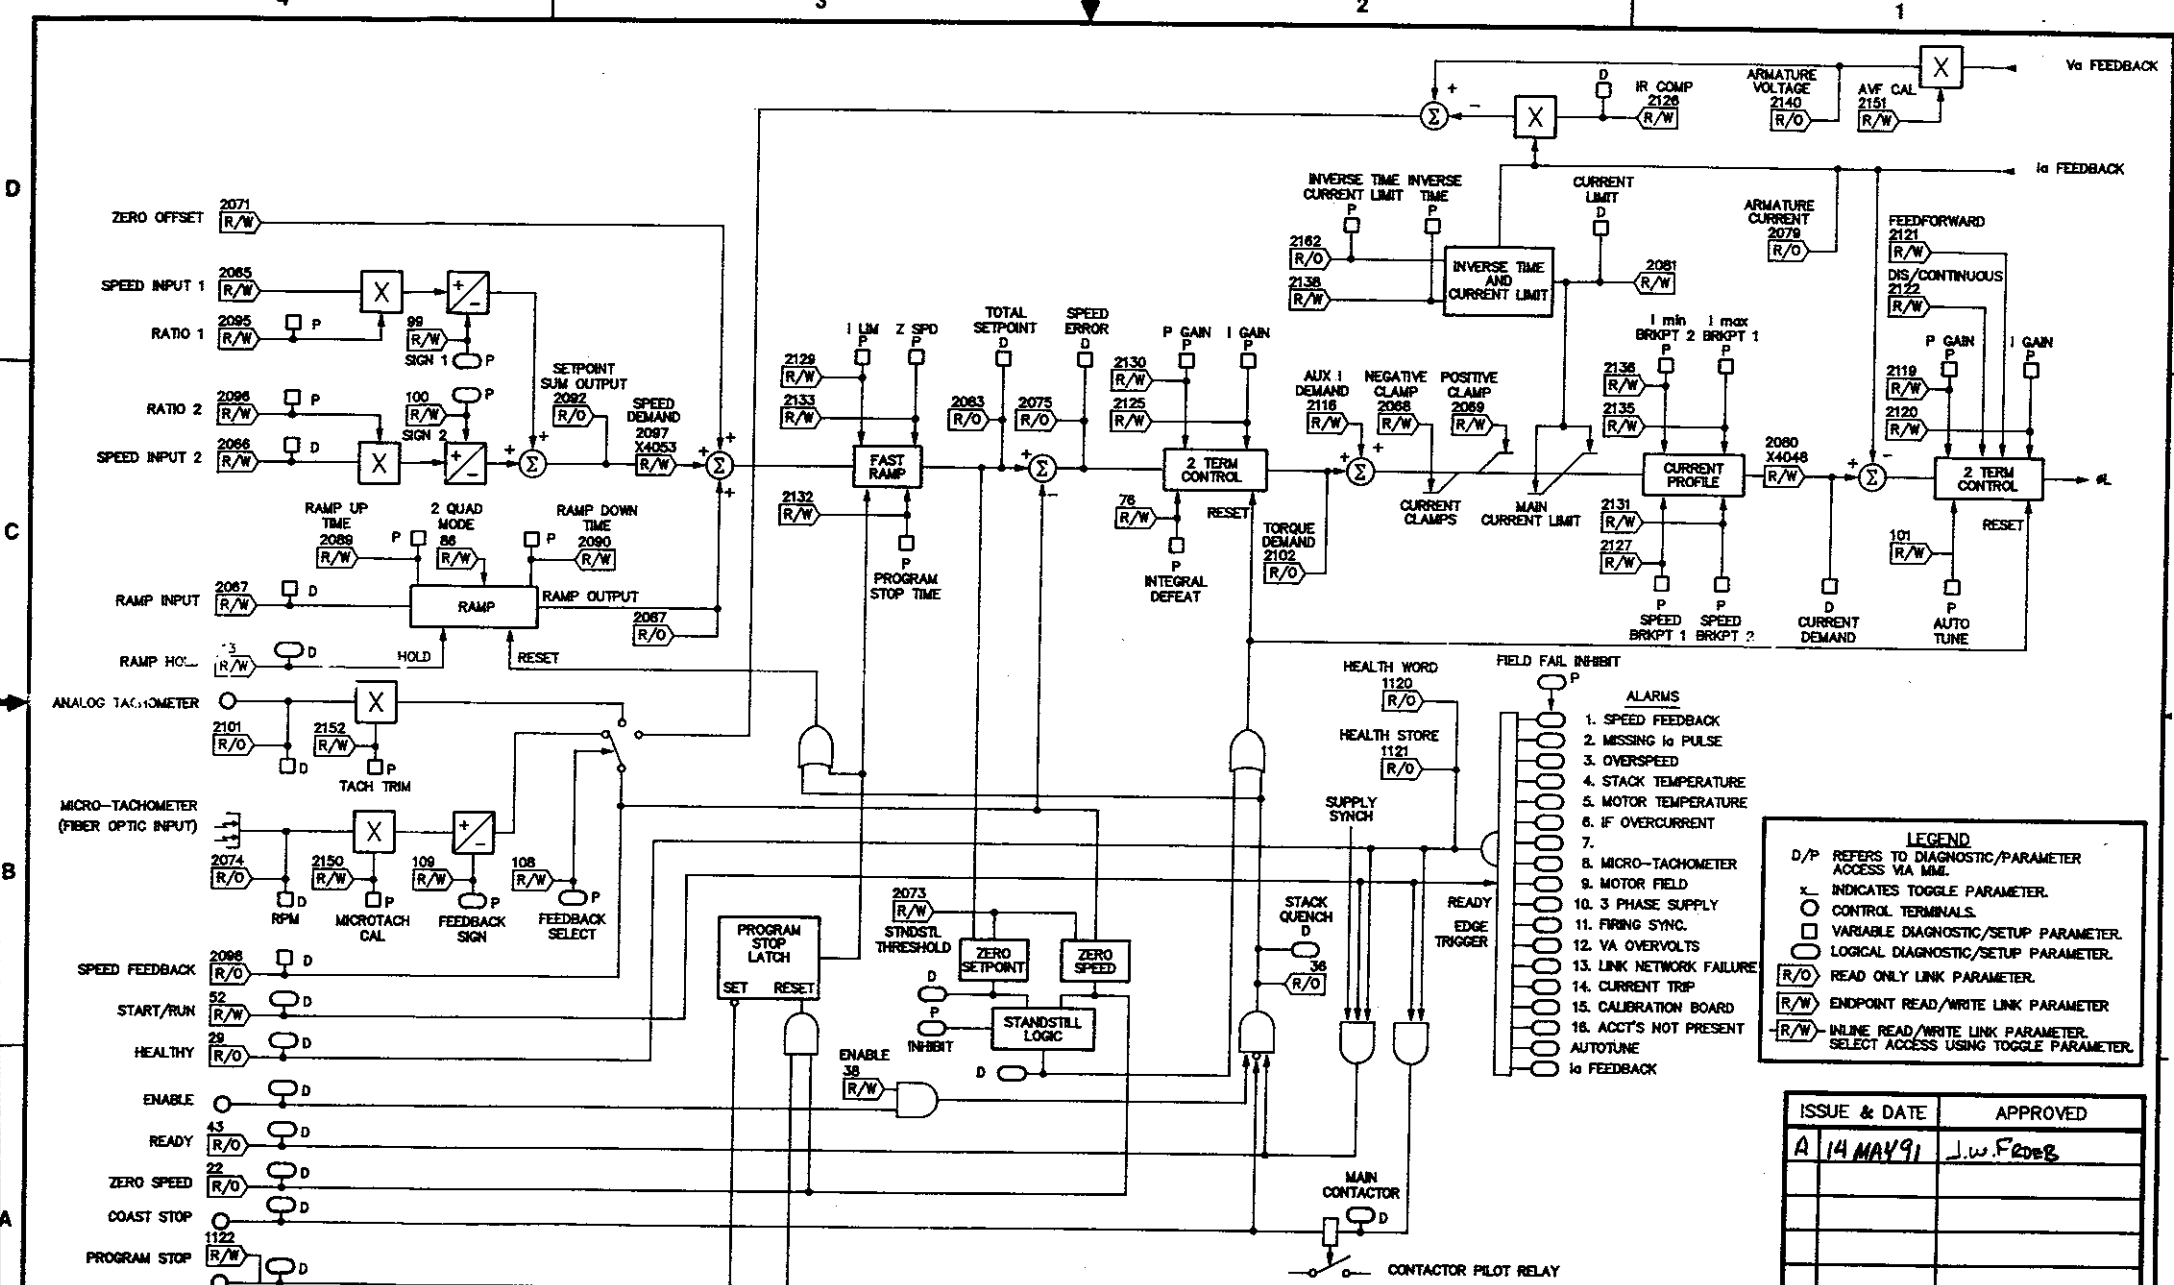 4
3
2
1
D
C
B
A
Va FEEDBACK
ARMATURE
VOLTAGE
2140
R/O
AVF CAL
2151
R/W
X
D
IR COMP
2126
R/W
X
+
-
Σ
Ia FEEDBACK
ZERO OFFSET
2071
R/W
INVERSE TIME
CURRENT LIMIT
P
INVERSE
TIME
P
CURRENT
LIMIT
D
ARMATURE
CURRENT
2079
R/O
FEEDFORWARD
2121
R/W
DIS/CONTINUOUS
2122
R/W
2162
R/O
2138
R/W
INVERSE TIME
AND
CURRENT LIMIT
2081
R/W
SPEED INPUT 1
2065
R/W
X
+
-
RATIO 1
2095
R/W
P
99
R/W
SIGN 1
P
RATIO 2
2096
R/W
P
100
R/W
P
SIGN 2
SPEED INPUT 2
2066
R/W
D
X
+
-
+
+
Σ
SETPOINT
SUM OUTPUT
2092
R/O
SPEED
DEMAND
2097
X4053
R/W
+
+
+
Σ
I LIM
P
Z SPD
P
2129
R/W
2133
R/W
FAST
RAMP
2132
R/W
P
PROGRAM
STOP TIME
TOTAL
SETPOINT
D
SPEED
ERROR
D
2063
R/O
2075
R/O
+
-
Σ
P GAIN
P
I GAIN
P
2130
R/W
2125
R/W
2 TERM
CONTROL
76
R/W
RESET
P
INTEGRAL
DEFEAT
TORQUE
DEMAND
2102
R/O
AUX I
DEMAND
2116
R/W
NEGATIVE
CLAMP
2068
R/W
POSITIVE
CLAMP
2069
R/W
+
+
Σ
CURRENT
CLAMPS
MAIN
CURRENT LIMIT
I min
BRKPT 2
P
I max
BRKPT 1
P
2136
R/W
2135
R/W
CURRENT
PROFILE
2131
R/W
2127
R/W
P
SPEED
BRKPT 1
P
SPEED
BRKPT 2
2060
X4046
R/W
D
CURRENT
DEMAND
+
-
Σ
P GAIN
P
I GAIN
P
2119
R/W
2120
R/W
2 TERM
CONTROL
RESET
101
R/W
P
AUTO
TUNE
RAMP UP
TIME
2089
R/W
P
2 QUAD
MODE
86
R/W
RAMP DOWN
TIME
P
2090
R/W
RAMP INPUT
2067
R/W
D
RAMP
RAMP OUTPUT
2067
R/O
R/W
D
HOLD
RESET
ANALOG TACHOMETER
X
2101
R/O
D
2152
R/W
P
TACH TRIM
MICRO-TACHOMETER
(FIBER OPTIC INPUT)
X
+
-
2074
R/O
D
RPM
2150
R/W
P
MICROTACH
CAL
109
R/W
P
FEEDBACK
SIGN
108
R/W
P
FEEDBACK
SELECT
SPEED FEEDBACK
2098
R/O
D
START/RUN
52
R/W
D
HEALTHY
29
R/O
D
ENABLE
D
READY
43
R/O
D
ZERO SPEED
22
R/O
D
COAST STOP
D
PROGRAM STOP
1122
R/W
D
PROGRAM
STOP
LATCH
SET
RESET
2073
R/W
STNDSTL
THRESHOLD
ZERO
SETPOINT
ZERO
SPEED
D
P
INHIBIT
STANDSTILL
LOGIC
D
ENABLE
38
R/W
STACK
QUENCH
D
36
R/O
SUPPLY
SYNCH
HEALTH WORD
1120
R/O
HEALTH STORE
1121
R/O
READY
EDGE
TRIGGER
MAIN
CONTACTOR
D
CONTACTOR PILOT RELAY
FIELD FAIL INHIBIT
P
ALARMS
1. SPEED FEEDBACK
2. MISSING Ia PULSE
3. OVERSPEED
4. STACK TEMPERATURE
5. MOTOR TEMPERATURE
6. IF OVERCURRENT
7.
8. MICRO-TACHOMETER
9. MOTOR FIELD
10. 3 PHASE SUPPLY
11. FIRING SYNC.
12. VA OVERVOLTS
13. LINK NETWORK FAILURE
14. CURRENT TRIP
15. CALIBRATION BOARD
16. ACCT'S NOT PRESENT
AUTOTUNE
Ia FEEDBACK
LEGEND
D/P REFERS TO DIAGNOSTIC/PARAMETER
ACCESS VIA MMI.
x_ INDICATES TOGGLE PARAMETER.
CONTROL TERMINALS.
VARIABLE DIAGNOSTIC/SETUP PARAMETER.
LOGICAL DIAGNOSTIC/SETUP PARAMETER.
R/O READ ONLY LINK PARAMETER.
R/W ENDPOINT READ/WRITE LINK PARAMETER
R/W INLINE READ/WRITE LINK PARAMETER.
SELECT ACCESS USING TOGGLE PARAMETER.
ISSUE & DATE APPROVED
A 14 MAY 91